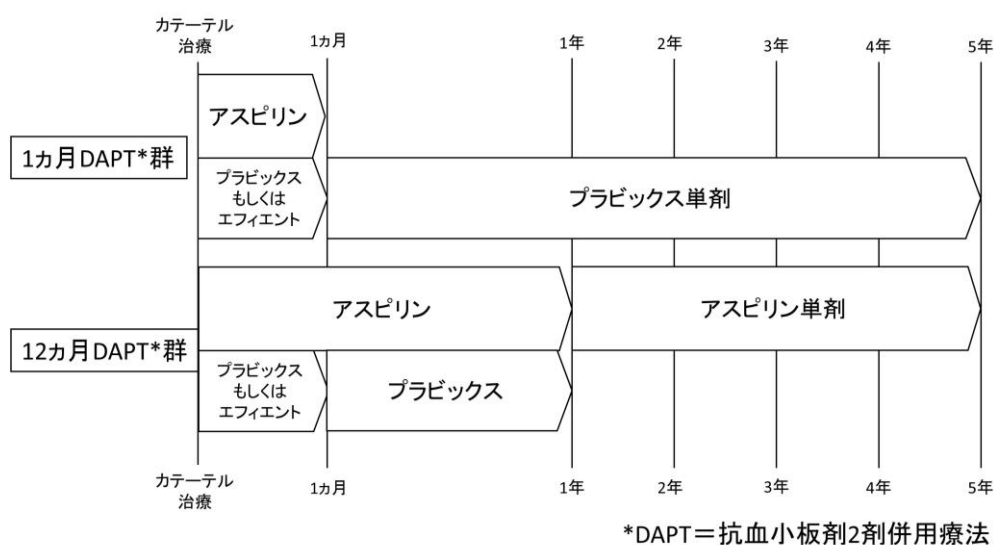 カテーテル
治療
1ヵ月
1年
2年
3年
4年
5年
アスピリン
1ヵ月DAPT*群
プラビックス
もしくは
エフィエント
プラビックス単剤
アスピリン
アスピリン単剤
12ヵ月DAPT*群
プラビックス
もしくは
エフィエント
プラビックス
カテーテル
治療
1ヵ月
1年
2年
3年
4年
5年
*DAPT＝抗血小板剤2剤併用療法